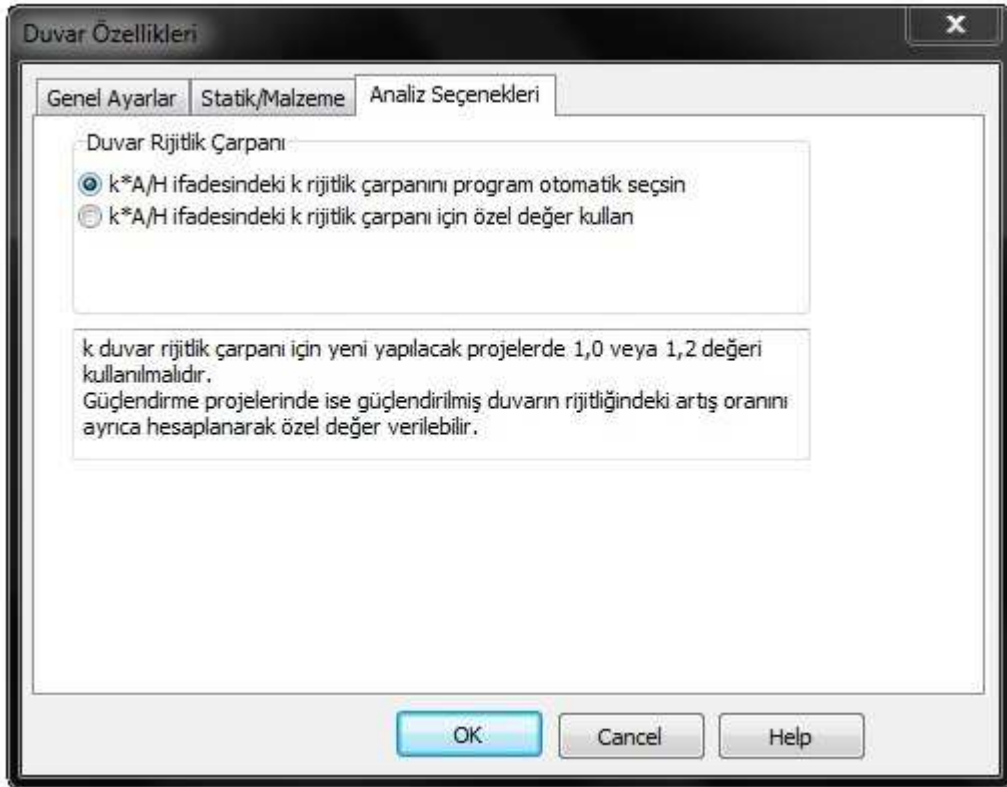 Duvar Özellikleri
Genel Ayarlar
Statik/Malzeme
Analiz Seçenekleri
Duvar Rijitlik Çarpanı
k*A/H ifadesindeki k rijitlik çarpanını program otomatik seçsin
k*A/H ifadesindeki k rijitlik çarpanı için özel değer kullan
k duvar rijitlik çarpanı için yeni yapılacak projelerde 1,0 veya 1,2 değeri
kullanılmalıdır.
Güçlendirme projelerinde ise güçlendirilmiş duvarın rijitliğindeki artış oranını
ayrıca hesaplanarak özel değer verilebilir.
OK
Cancel
Help